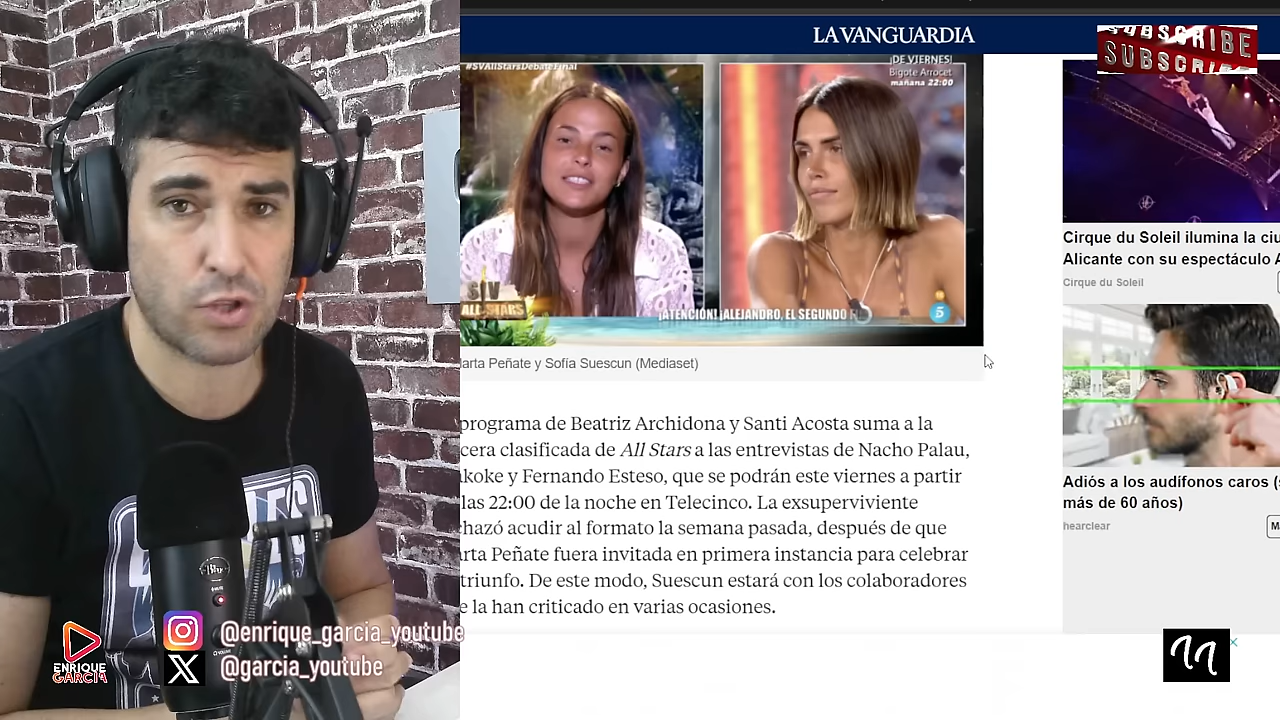 LA VANGUARDIA
SUBSCRIBE
SUBSCRIBE
#SVAllStarsDebateFinal
¡DE VIERNES!
Bigote Arrocet
mañana 22:00
SV
ALL STARS
¡ATENCIÓN! ¡ALEJANDRO, EL SEGUNDO
5
arta Peñate y Sofía Suescun (Mediaset)
programa de Beatriz Archidona y Santi Acosta suma a la
cera clasificada de All Stars a las entrevistas de Nacho Palau,
koke y Fernando Esteso, que se podrán este viernes a partir
las 22:00 de la noche en Telecinco. La exsuperviviente
chazó acudir al formato la semana pasada, después de que
arta Peñate fuera invitada en primera instancia para celebrar
triunfo. De este modo, Suescun estará con los colaboradores
e la han criticado en varias ocasiones.
Cirque du Soleil ilumina la ciu
Alicante con su espectáculo A
Cirque du Soleil
Adiós a los audífonos caros (s
más de 60 años)
hearclear
M
Blue
ENRIQUE
GARCIA
@enrique_garcia_youtube
@garcia_youtube